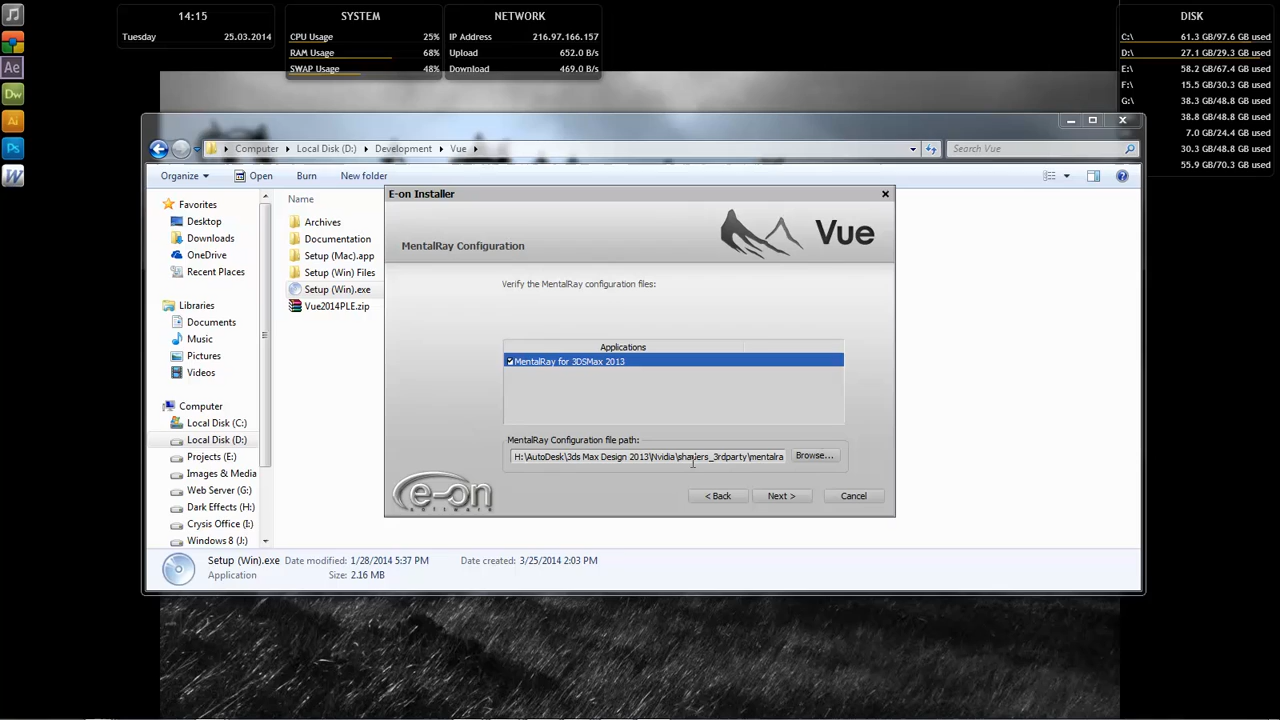 14:15
Tuesday 25.03.2014
SYSTEM
CPU Usage 25%
RAM Usage 68%
SWAP Usage 48%
NETWORK
IP Address 216.97.166.157
Upload 652.0 B/s
Download 469.0 B/s
DISK
C:\ 61.3 GB/97.6 GB used
D:\ 27.1 GB/29.3 GB used
E:\ 58.2 GB/67.4 GB used
F:\ 15.5 GB/30.3 GB used
G:\ 38.3 GB/48.8 GB used
38.8 GB/48.8 GB used
7.0 GB/24.4 GB used
30.3 GB/48.8 GB used
55.9 GB/70.3 GB used
Ae
Dw
Ai
Ps
W
Computer Local Disk (D:) Development Vue
Search Vue
Organize Open Burn New folder
Favorites
Desktop
Downloads
OneDrive
Recent Places
Libraries
Documents
Music
Pictures
Videos
Computer
Local Disk (C:)
Local Disk (D:)
Projects (E:)
Images & Media
Web Server (G:)
Dark Effects (H:)
Crysis Office (I:)
Windows 8 (J:)
Name
Archives
Documentation
Setup (Mac).app
Setup (Win) Files
Setup (Win).exe
Vue2014PLE.zip
E-on Installer
MentalRay Configuration
Vue
Verify the MentalRay configuration files:
Applications
MentalRay for 3DSMax 2013
MentalRay Configuration file path:
H:\AutoDesk\3ds Max Design 2013\Nvidia\shaders_3rdparty\mentalra
Browse...
e-on
software
< Back Next > Cancel
Setup (Win).exe Date modified: 1/28/2014 5:37 PM Date created: 3/25/2014 2:03 PM
Application Size: 2.16 MB